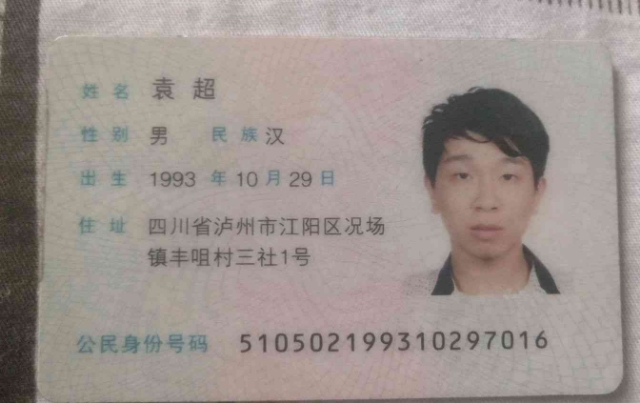 姓名 袁超
性别 男 民族 汉
出生 1993 年 10 月 29 日
住址 四川省泸州市江阳区况场
镇丰咀村三社1号
公民身份号码 510502199310297016